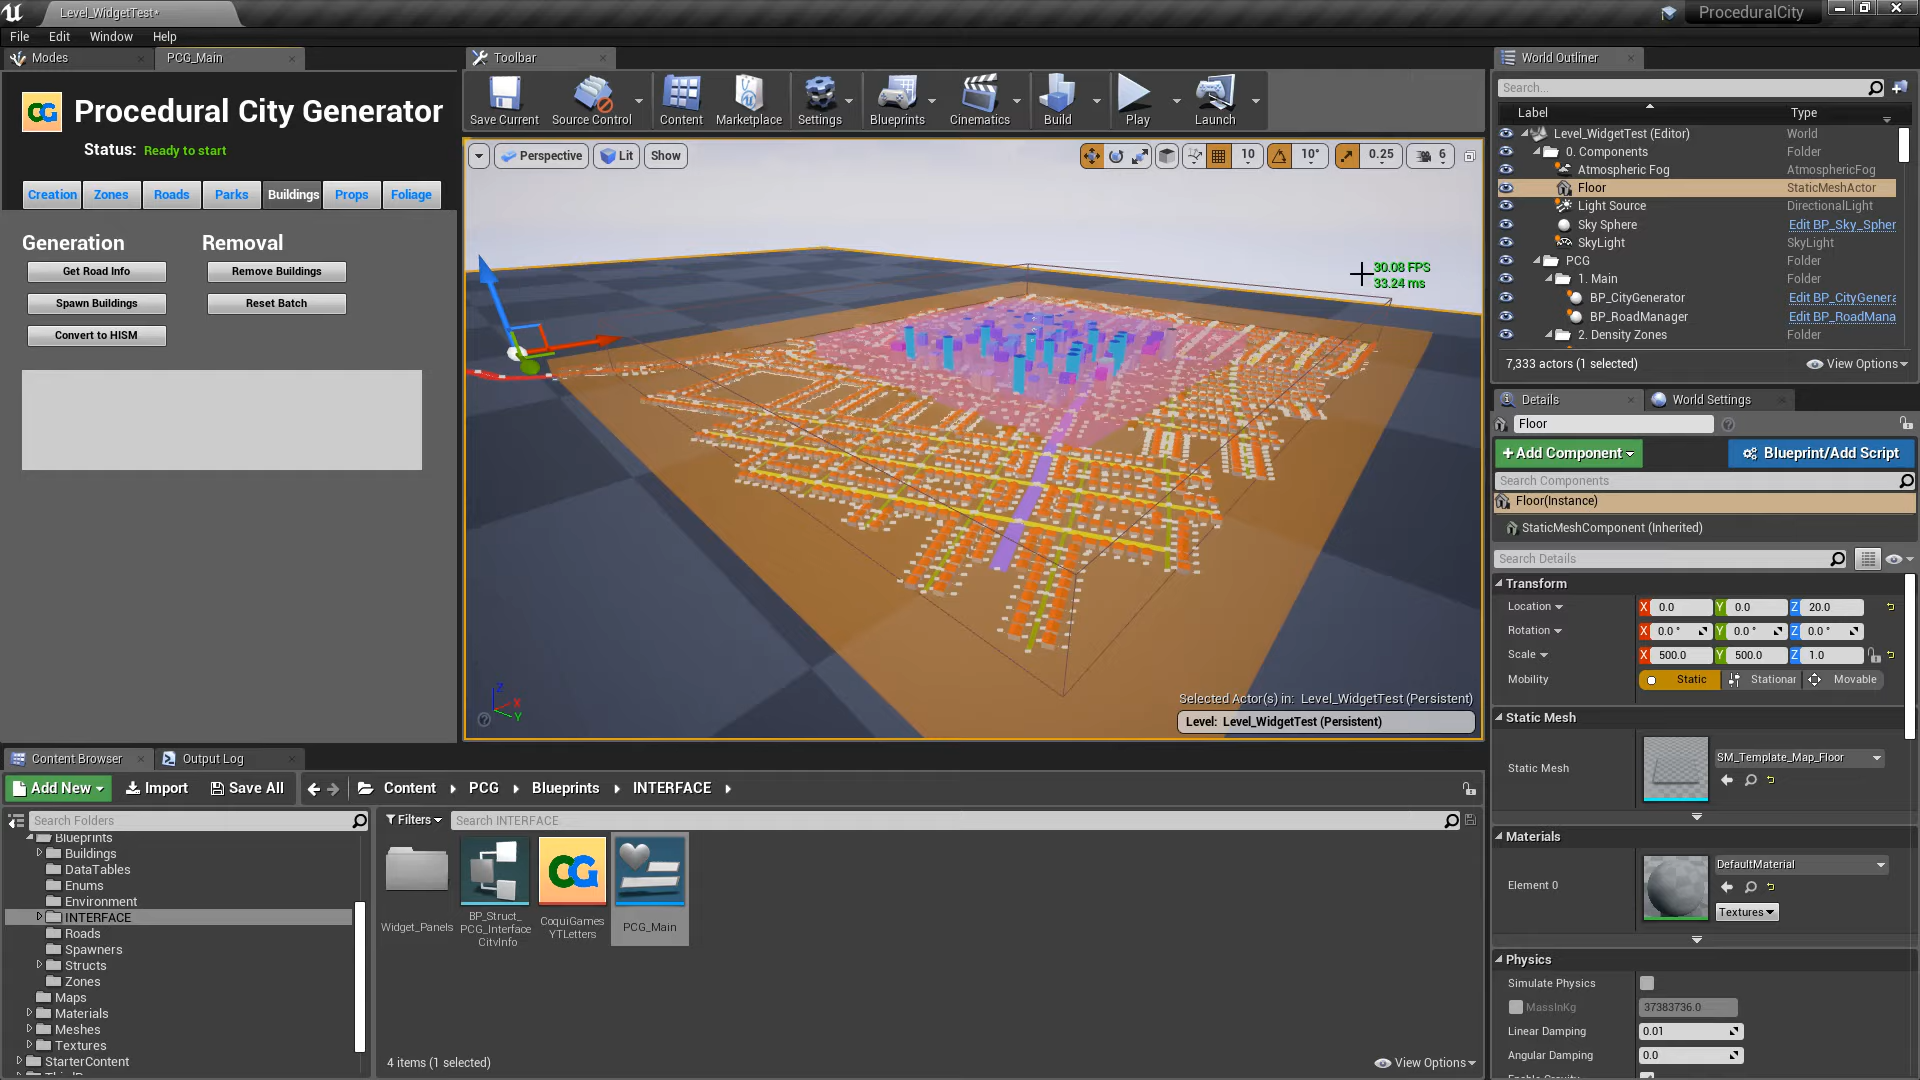 Level_WidgetTest*
ProceduralCity
File Edit Window Help
Modes
PCG_Main
CG Procedural City Generator
Status: Ready to start
Creation Zones Roads Parks Buildings Props Foliage
Generation Removal
Get Road Info Remove Buildings
Spawn Buildings Reset Batch
Convert to HISM
Toolbar
Save Current Source Control Content Marketplace Settings Blueprints Cinematics Build Play Launch
Perspective Lit Show 10 10° 0.25 6
30.08 FPS
33.24 ms
Z
X
Y
Selected Actor(s) in: Level_WidgetTest (Persistent)
Level: Level_WidgetTest (Persistent)
World Outliner
Search...
Label Type
Level_WidgetTest (Editor) World
0. Components Folder
Atmospheric Fog AtmosphericFog
Floor StaticMeshActor
Light Source DirectionalLight
Sky Sphere Edit BP_Sky_Spher
SkyLight SkyLight
PCG Folder
1. Main Folder
BP_CityGenerator Edit BP_CityGenera
BP_RoadManager Edit BP_RoadMana
2. Density Zones Folder
7,333 actors (1 selected) View Options
Details World Settings
Floor
+ Add Component Blueprint/Add Script
Search Components
Floor(Instance)
StaticMeshComponent (Inherited)
Search Details
Transform
Location X 0.0 Y 0.0 Z 20.0
Rotation X 0.0 ° Y 0.0 ° Z 0.0 °
Scale X 500.0 Y 500.0 Z 1.0
Mobility Static Stationar Movable
Static Mesh
Static Mesh SM_Template_Map_Floor
Materials
Element 0 DefaultMaterial
Textures
Physics
Simulate Physics
MassInKg 37383736.0
Linear Damping 0.01
Angular Damping 0.0
Content Browser Output Log
Add New Import Save All Content PCG Blueprints INTERFACE
Search Folders
Filters Search INTERFACE
Blueprints
Buildings
DataTables
Enums
Environment
INTERFACE
Roads
Spawners
Structs
Zones
Maps
Materials
Meshes
Textures
StarterContent
Widget_Panels
BP_Struct_
PCG_Interface
CityInfo
CG
CoquiGames
YTLetters
PCG_Main
4 items (1 selected) View Options